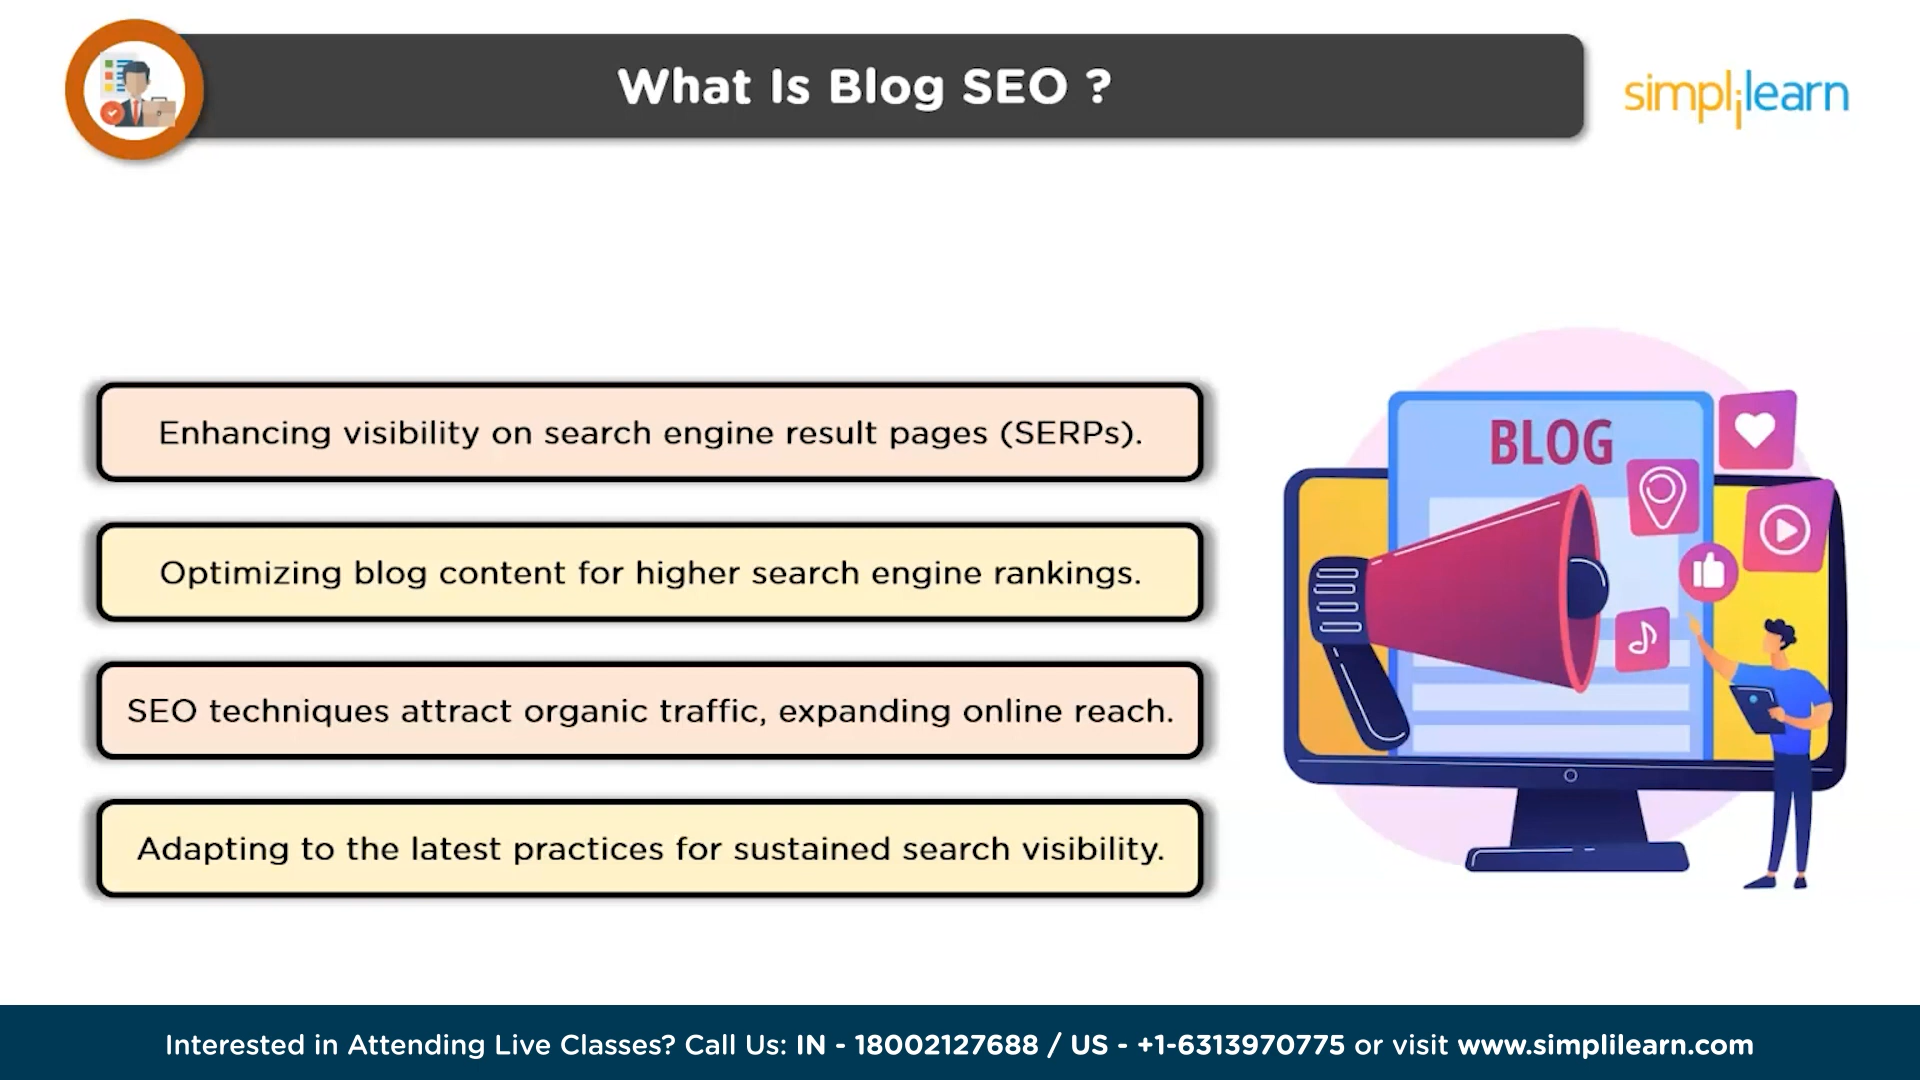 What Is Blog SEO ?
simplilearn
Enhancing visibility on search engine result pages (SERPs).
Optimizing blog content for higher search engine rankings.
SEO techniques attract organic traffic, expanding online reach.
Adapting to the latest practices for sustained search visibility.
BLOG
Interested in Attending Live Classes? Call Us: IN - 18002127688 / US - +1-6313970775 or visit www.simplilearn.com